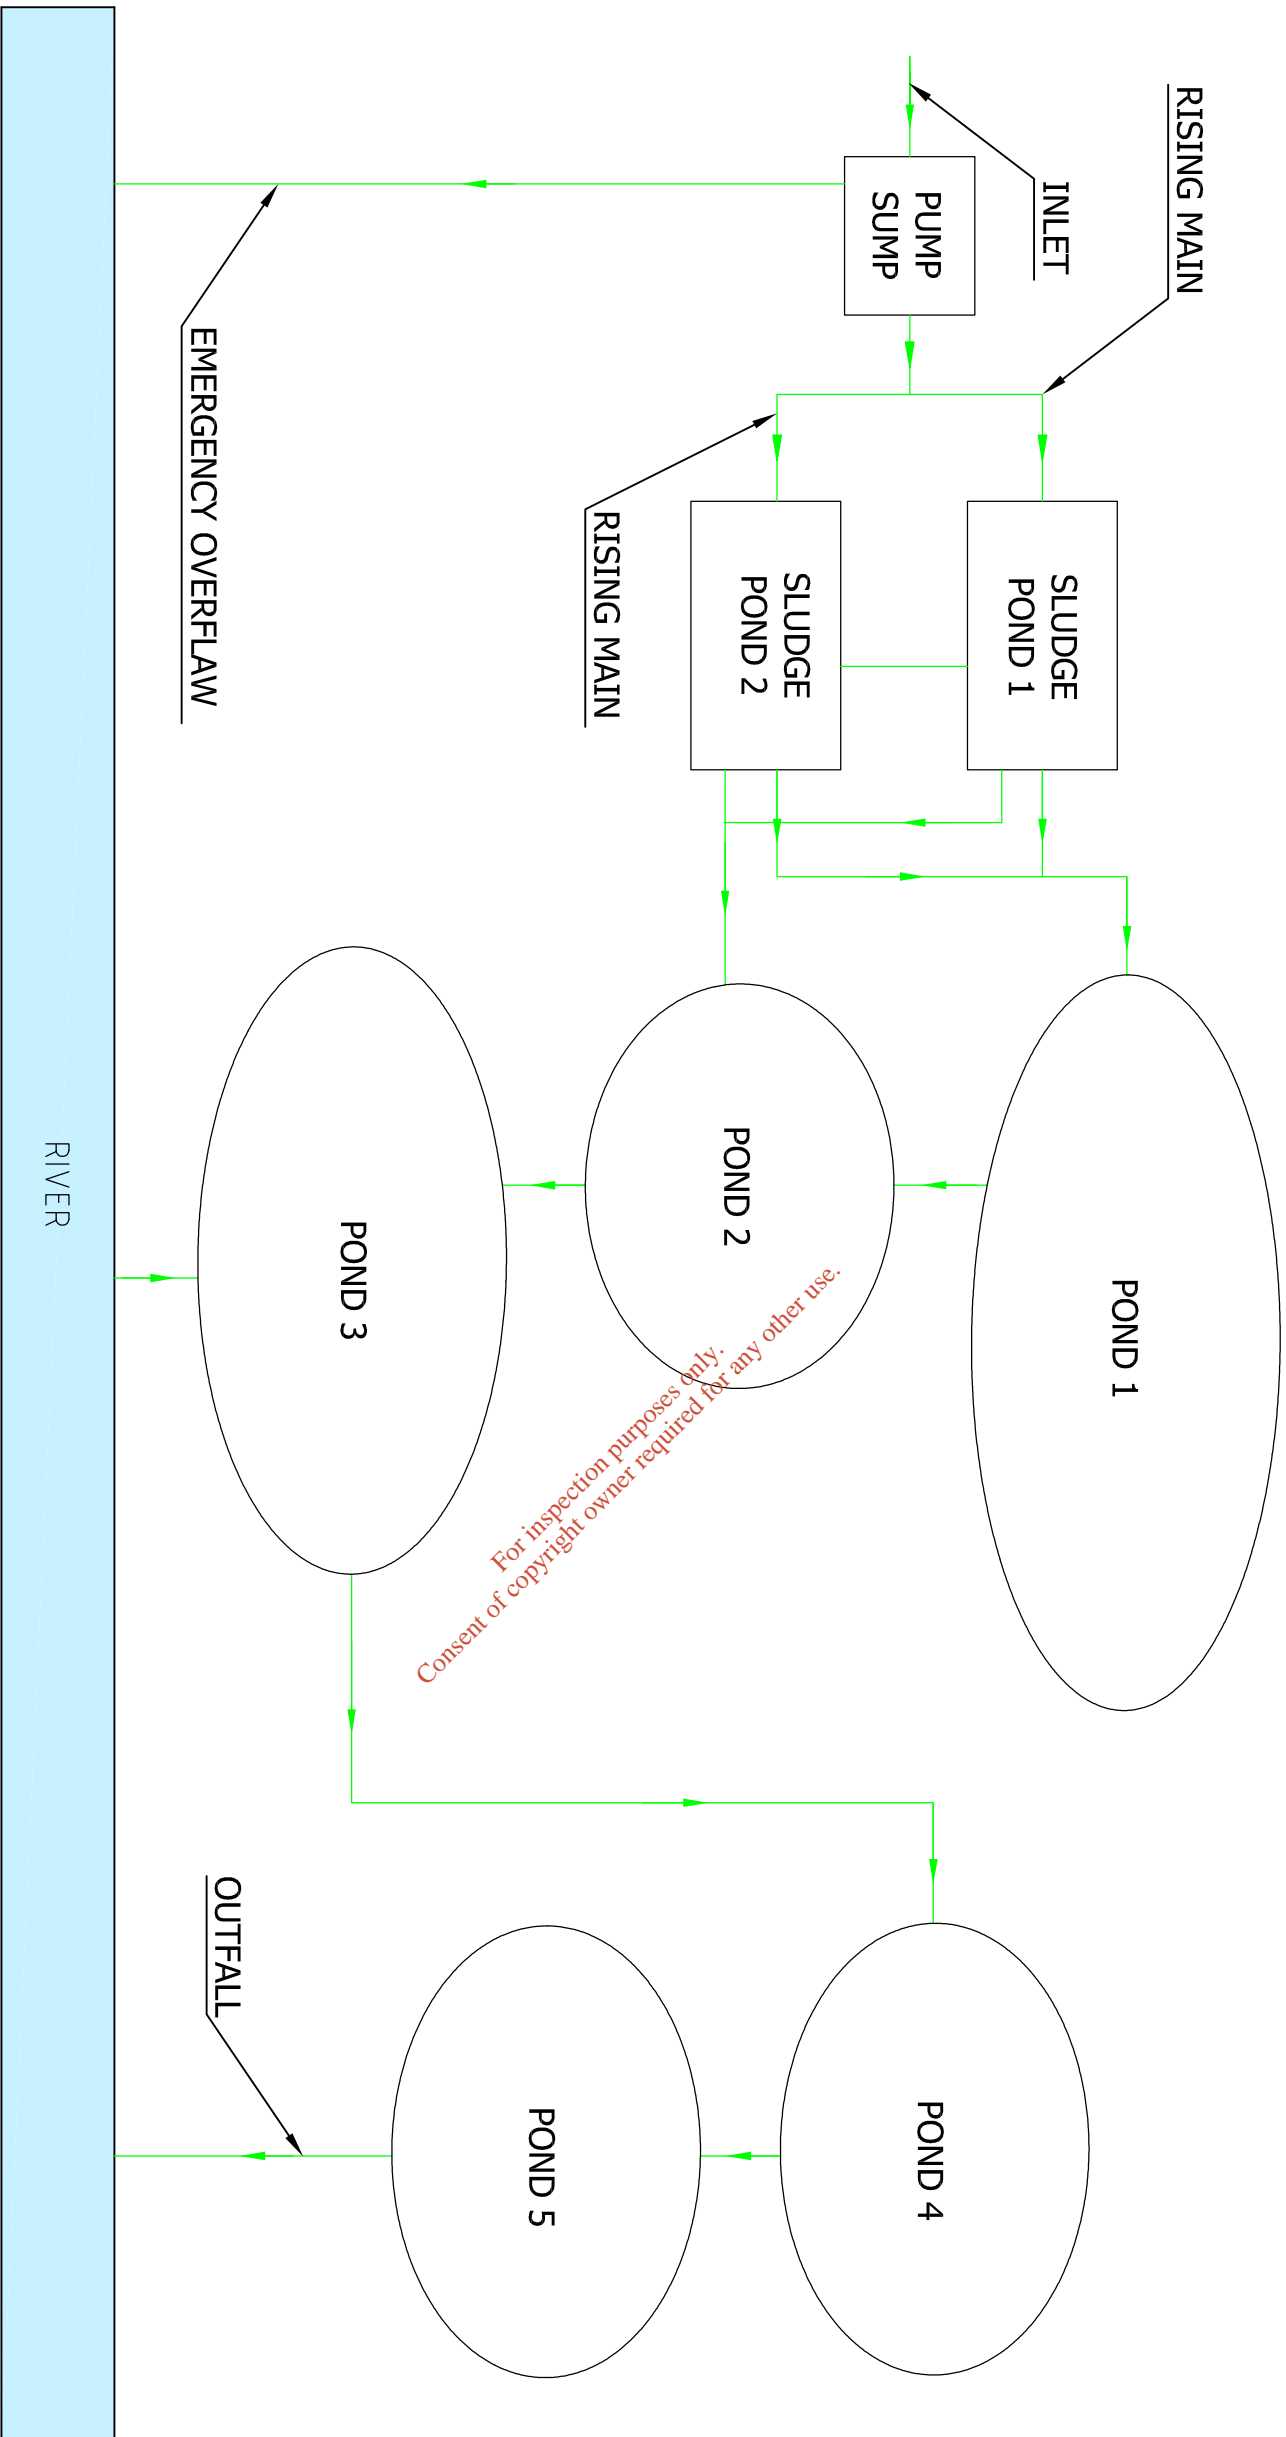 RISING MAIN
INLET
PUMP
SUMP
EMERGENCY OVERFLAW
RISING MAIN
SLUDGE
POND 1
SLUDGE
POND 2
POND 1
POND 2
POND 3
POND 4
POND 5
OUTFALL
RIVER
For inspection purposes only.
Consent of copyright owner required for any other use.